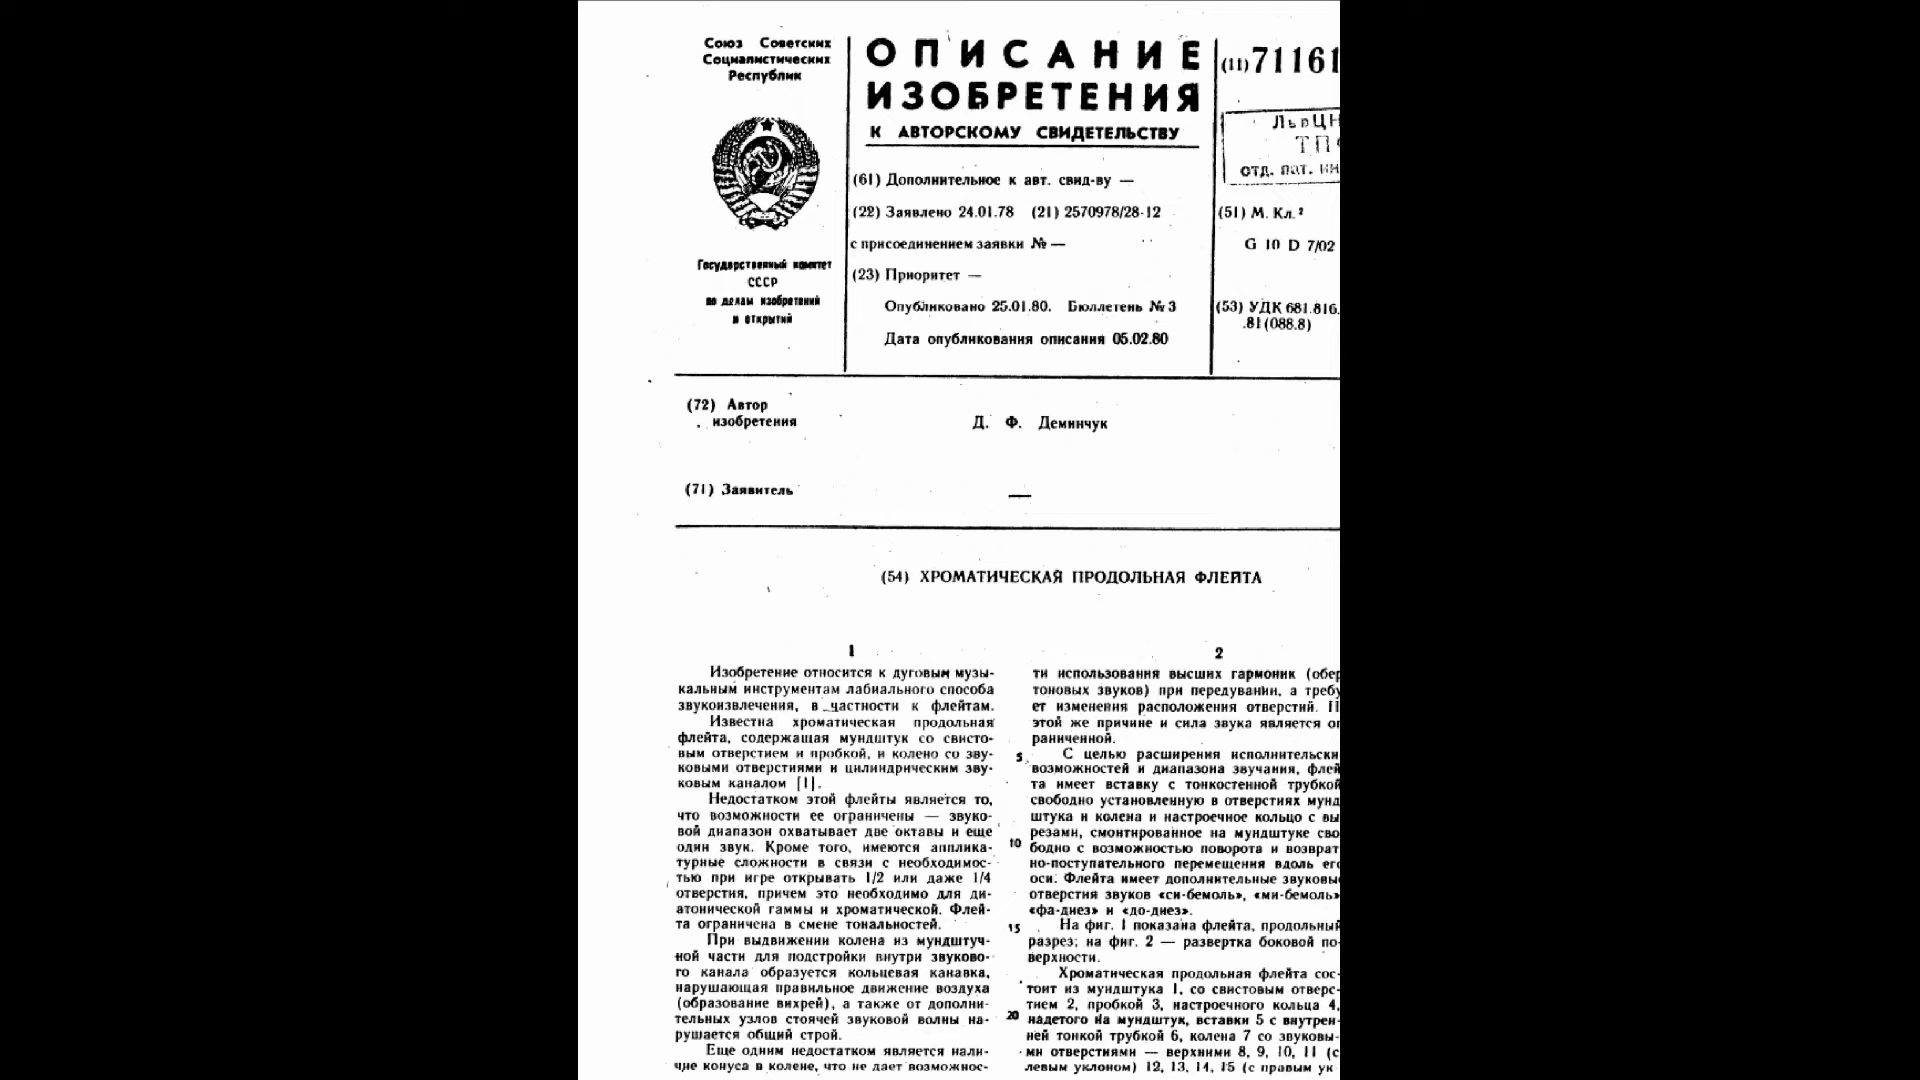 Союз Советских
Социалистических
Республик
Государственный комитет
СССР
по делам изобретений
и открытий
ОПИСАНИЕ
ИЗОБРЕТЕНИЯ
К АВТОРСКОМУ СВИДЕТЕЛЬСТВУ
(61) Дополнительное к авт. свид-ву —
(22) Заявлено 24.01.78 (21) 2570978/28-12
с присоединением заявки № —
(23) Приоритет —
Опубликовано 25.01.80. Бюллетень № 3
Дата опубликования описания 05.02.80
(11) 71161
отд. пат.
(51) М. Кл.²
G 10 D 7/02
(53) УДК 681.816.
.81(088.8)
(72) Автор
изобретения
Д. Ф. Деминчук
(71) Заявитель
—
(54) ХРОМАТИЧЕСКАЯ ПРОДОЛЬНАЯ ФЛЕЙТА
1
Изобретение относится к дуговым музы-
кальным инструментам лабиального способа
звукоизвлечения, в частности к флейтам.
Известна хроматическая продольная
флейта, содержащая мундштук со свисто-
вым отверстием и пробкой, и колено со зву-
ковыми отверстиями и цилиндрическим зву-
ковым каналом [1].
Недостатком этой флейты является то,
что возможности ее ограничены — звуко-
вой диапазон охватывает две октавы и еще
один звук. Кроме того, имеются апплика-
турные сложности в связи с необходимос-
тью при игре открывать 1/2 или даже 1/4
отверстия, причем это необходимо для ди-
атонической гаммы и хроматической. Флей-
та ограничена в смене тональностей.
При выдвижении колена из мундштуч-
ной части для подстройки внутри звуково-
го канала образуется кольцевая канавка,
нарушающая правильное движение воздуха
(образование вихрей), а также от дополни-
тельных узлов стоячей звуковой волны на-
рушается общий строй.
Еще одним недостатком является нали-
чие конуса в колене, что не дает возможнос-
2
ти использования высших гармоник (обер
тоновых звуков) при передувании, а требу
ет изменения расположения отверстий. П
этой же причине и сила звука является ог
раниченной.
5 С целью расширения исполнительски
возможностей и диапазона звучания, флей
та имеет вставку с тонкостенной трубкой
свободно установленную в отверстиях мунд
штука и колена и настроечное кольцо с вы
резами, смонтированное на мундштуке сво
10 бодно с возможностью поворота и возврат
но-поступательного перемещения вдоль его
оси. Флейта имеет дополнительные звуковы
отверстия звуков «си-бемоль», «ми-бемоль»
«фа-диез» и «до-диез».
15 На фиг. 1 показана флейта, продольный
разрез; на фиг. 2 — развертка боковой по-
верхности.
Хроматическая продольная флейта сос-
тоит из мундштука 1, со свистовым отверс-
тием 2, пробкой 3, настроечного кольца 4,
20 надетого на мундштук, вставки 5 с внутрен-
ней тонкой трубкой 6, колена 7 со звуковы-
ми отверстиями — верхними 8, 9, 10, 11 (с
левым уклоном) 12, 13, 14, 15 (с правым ук